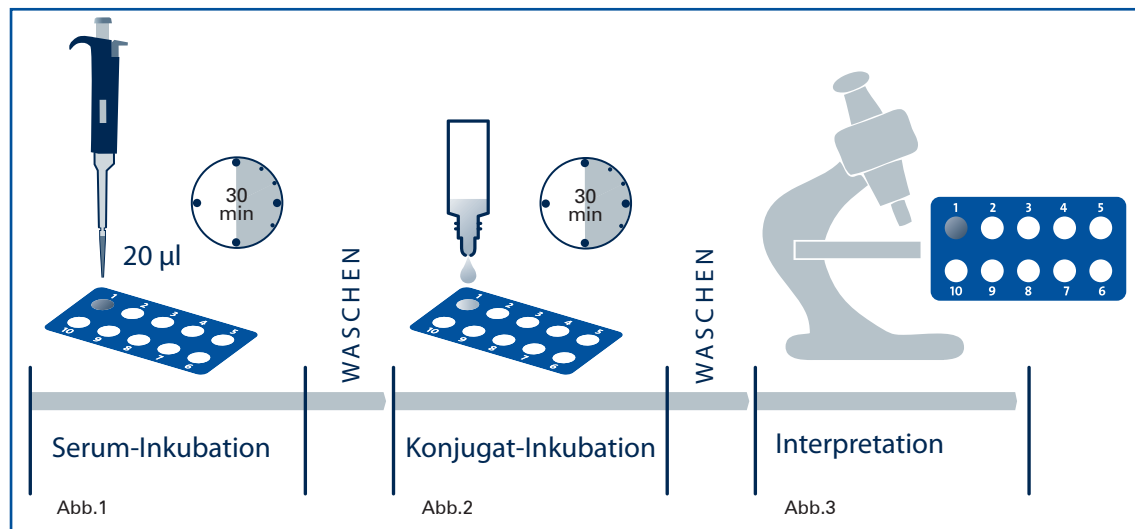 30
min
20 µl
1 2 3 4 5
10 9 8 7 6
WASCHEN
30
min
1 2 3 4 5
10 9 8 7 6
WASCHEN
1 2 3 4 5
10 9 8 7 6
Serum-Inkubation
Konjugat-Inkubation
Interpretation
Abb.1
Abb.2
Abb.3